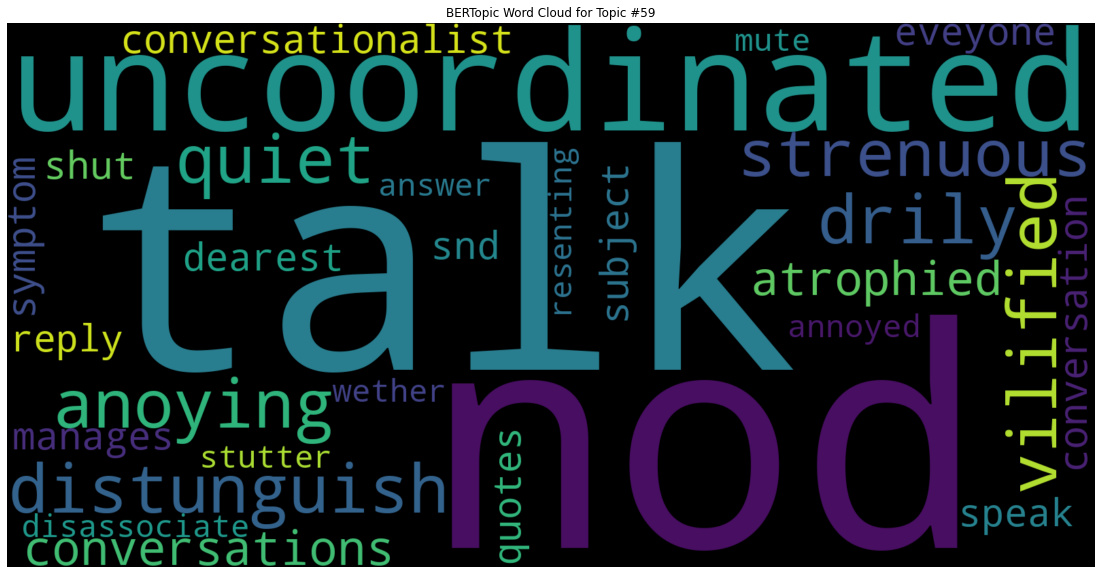 BERTopic Word Cloud for Topic #59
conversationalist
mute
eveyone
uncoordinated
shut
quiet
answer
strenuous
symptom
talk
dearest
snd
resenting
subject
drily
atrophied
vilified
conversation
reply
annoyed
anoying
wether
nod
manages
stutter
distunguish
quotes
disassociate
speak
conversations